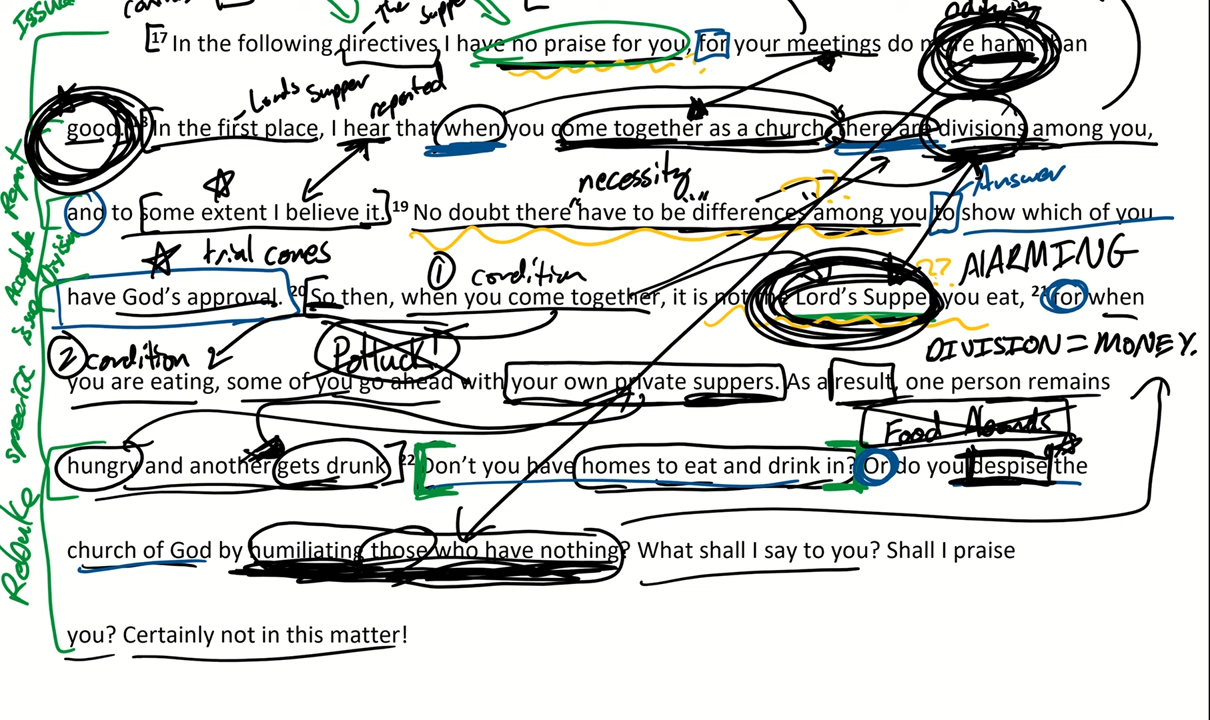 Issue
the supper
[17 In the following directives I have no praise for you, for your meetings do more harm than
Lord's Supper
reported
good. 18 In the first place, I hear that when you come together as a church, there are divisions among you,
necessity
Answer
and to some extent I believe it. 19 No doubt there have to be differences among you to show which of you
trial comes
① condition
?? ALARMING
have God's approval. 20 So then, when you come together, it is not the Lord's Supper you eat, 21 for when
② condition
Potluck
DIVISION = MONEY.
you are eating, some of you go ahead with your own private suppers. As a result, one person remains
Food
hungry and another gets drunk. 22 Don't you have homes to eat and drink in? Or do you despise the
church of God by humiliating those who have nothing? What shall I say to you? Shall I praise
you? Certainly not in this matter!
Rebuke specific
Report